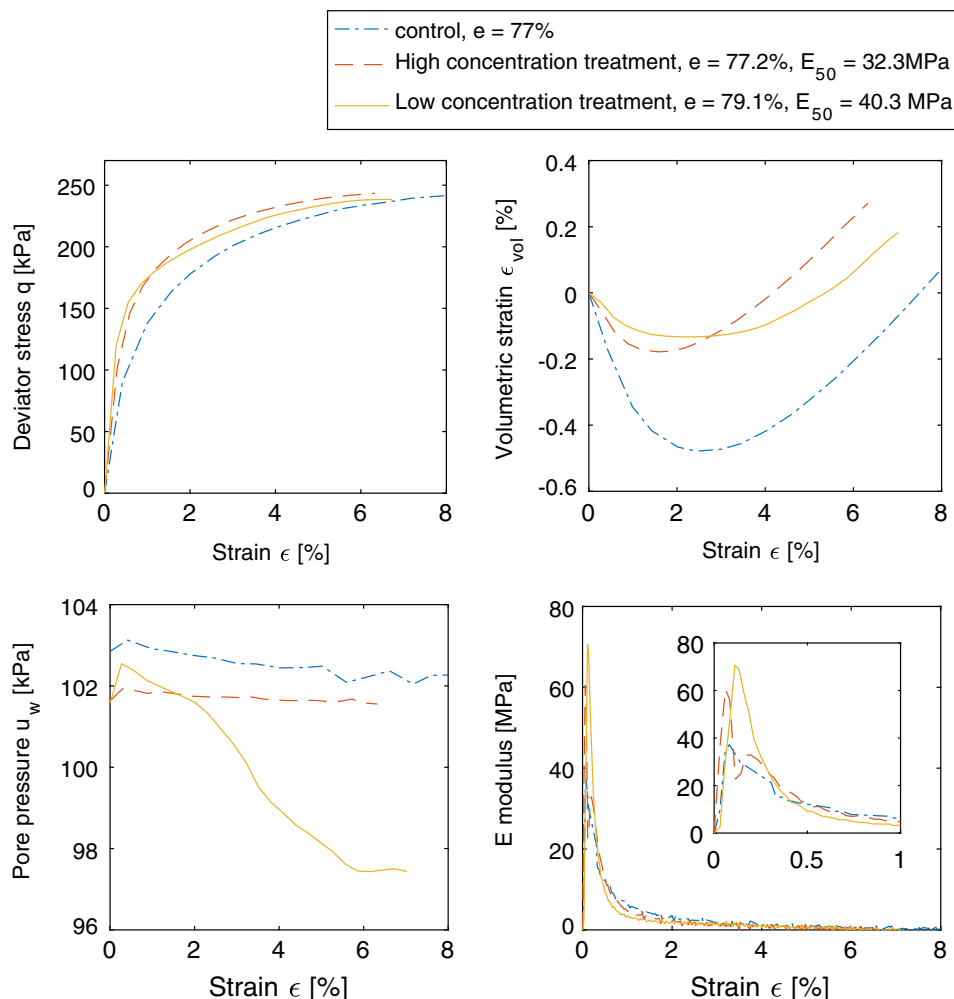 control, e = 77%
High concentration treatment, e = 77.2%, E50 = 32.3MPa
Low concentration treatment, e = 79.1%, E50 = 40.3 MPa
250
200
150
100
50
0
0 2 4 6 8
Deviator stress q [kPa]
Strain ϵ [%]
0.4
0.2
0
-0.2
-0.4
-0.6
0 2 4 6 8
Volumetric stratin ϵvol [%]
Strain ϵ [%]
104
102
100
98
96
0 2 4 6 8
Pore pressure uw [kPa]
Strain ϵ [%]
80
60
40
20
0
0 2 4 6 8
E modulus [MPa]
Strain ϵ [%]
80
60
40
20
0
0 0.5 1